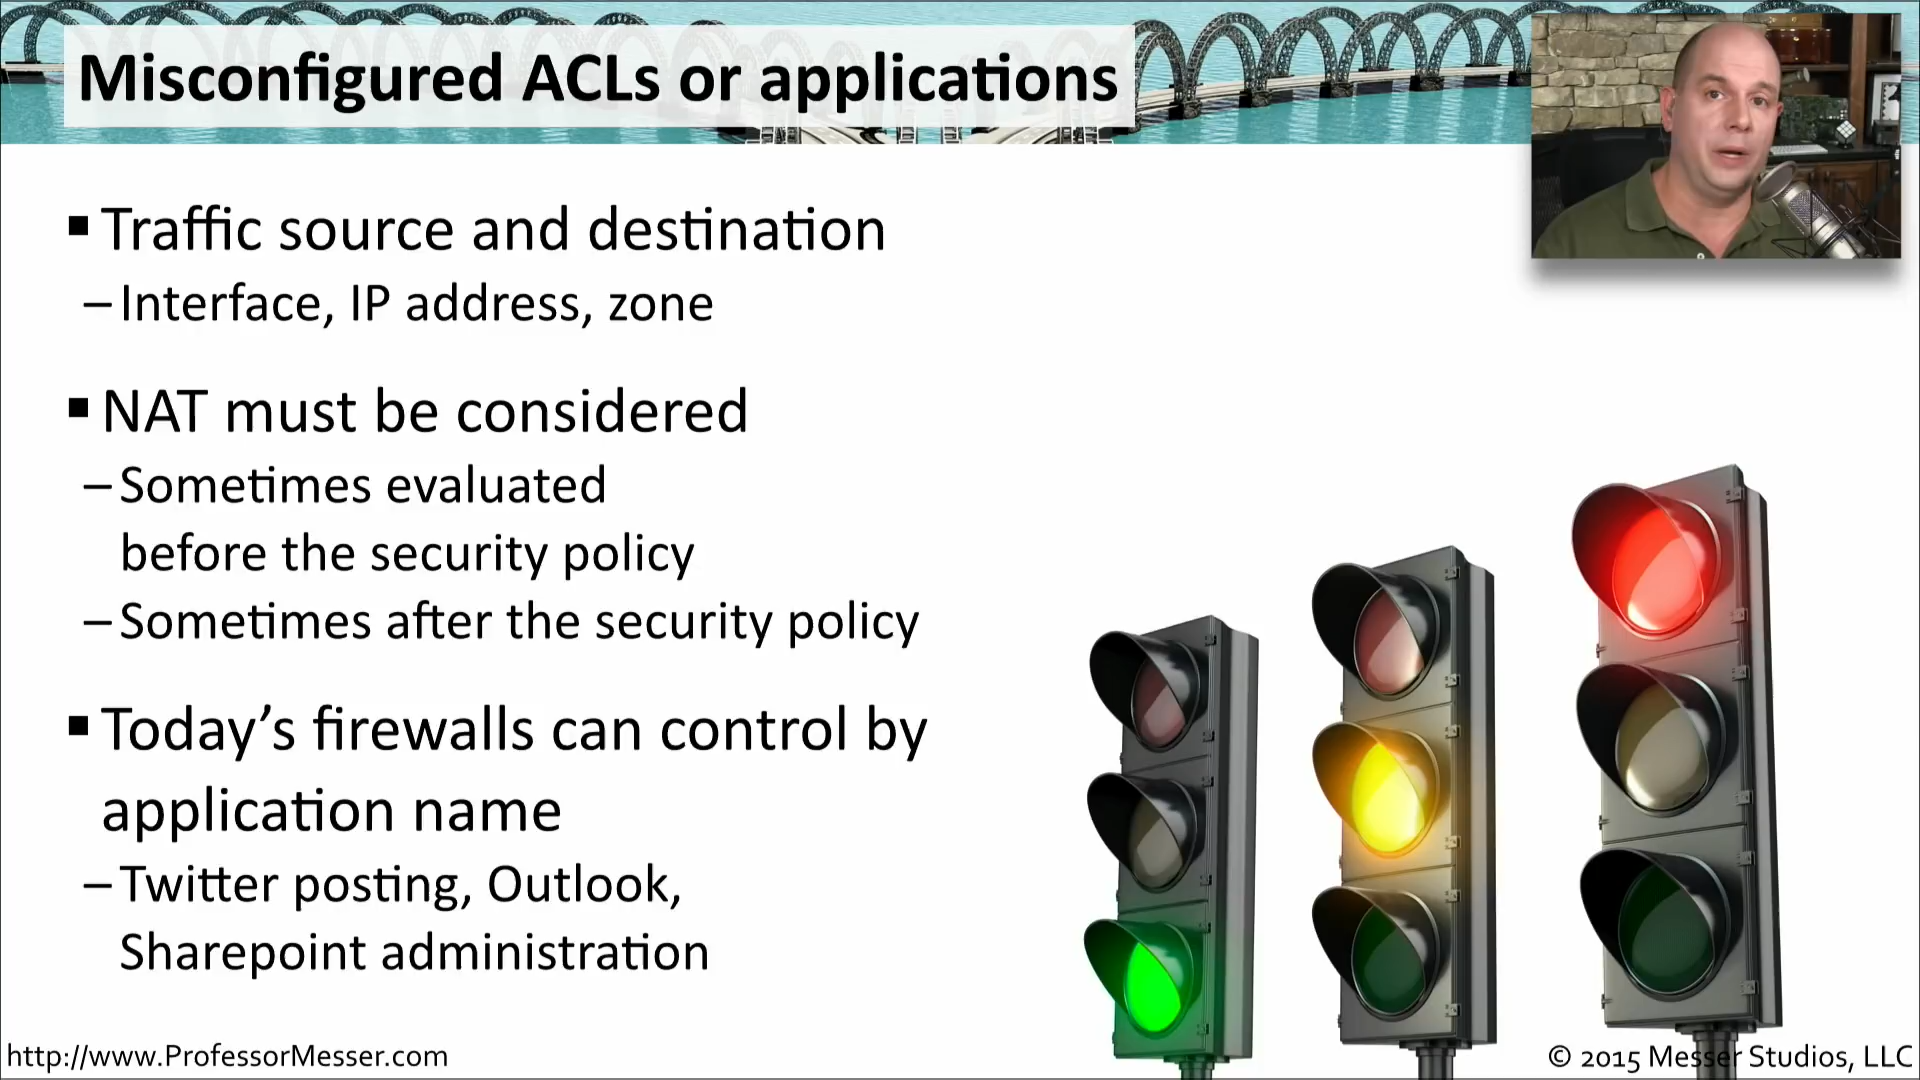 Misconfigured ACLs or applications
▪ Traffic source and destination
– Interface, IP address, zone
▪ NAT must be considered
– Sometimes evaluated
before the security policy
– Sometimes after the security policy
▪ Today’s firewalls can control by
application name
– Twitter posting, Outlook,
Sharepoint administration
http://www.ProfessorMesser.com
© 2015 Messer Studios, LLC